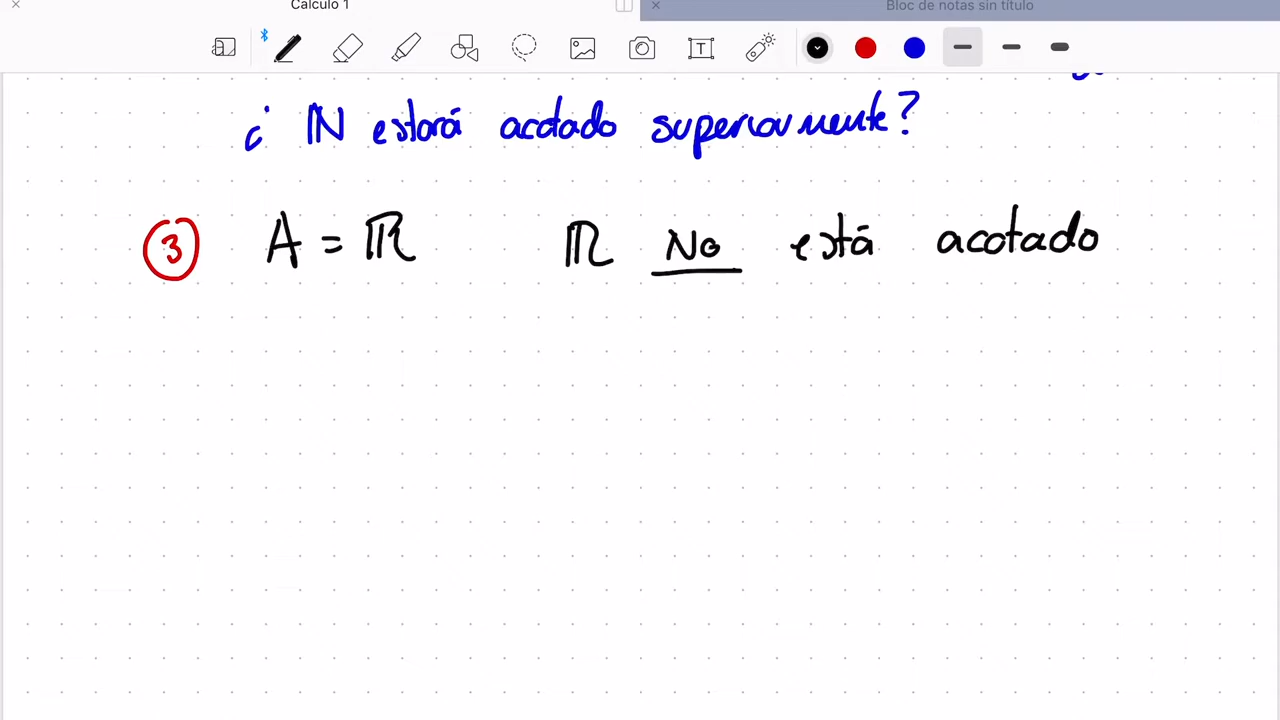 Calculo 1
Bloc de notas sin título
¿ ℕ estará acotado superiormente?
③ A = ℝ ℝ No está acotado